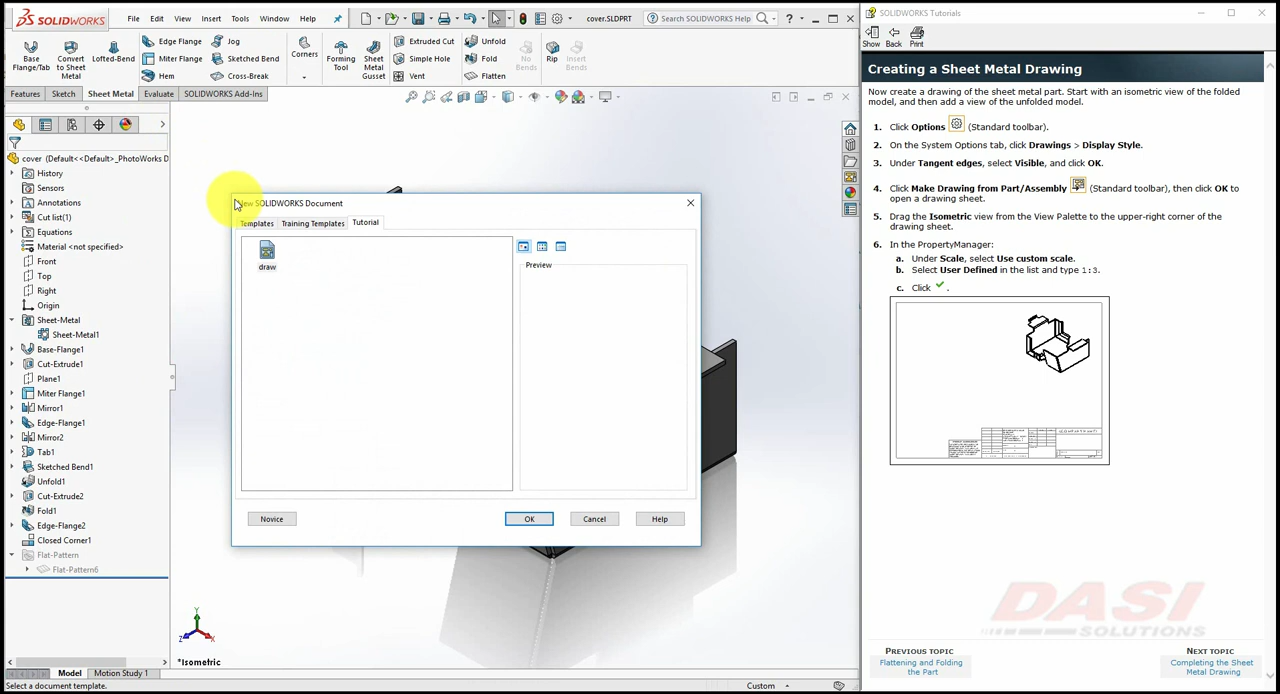 SOLIDWORKS
File
Edit
View
Insert
Tools
Window
Help
cover.SLDPRT
Search SOLIDWORKS Help
?
Base Flange/Tab
Convert to Sheet Metal
Lofted-Bend
Edge Flange
Miter Flange
Hem
Jog
Sketched Bend
Cross-Break
Corners
Forming Tool
Sheet Metal Gusset
Extruded Cut
Simple Hole
Vent
Unfold
Fold
Flatten
No Bends
Rip
Insert Bends
Features
Sketch
Sheet Metal
Evaluate
SOLIDWORKS Add-Ins
cover (Default<<Default>_PhotoWorks D
History
Sensors
Annotations
Cut list(1)
Equations
Material <not specified>
Front
Top
Right
Origin
Sheet-Metal
Sheet-Metal1
Base-Flange1
Cut-Extrude1
Plane1
Miter Flange1
Mirror1
Edge-Flange1
Mirror2
Tab1
Sketched Bend1
Unfold1
Cut-Extrude2
Fold1
Edge-Flange2
Closed Corner1
Flat-Pattern
Flat-Pattern6
New SOLIDWORKS Document
Templates
Training Templates
Tutorial
draw
Preview
Novice
OK
Cancel
Help
Y
Z
X
*Isometric
Model
Motion Study 1
Select a document template.
Custom
SOLIDWORKS Tutorials
Show
Back
Print
Creating a Sheet Metal Drawing
Now create a drawing of the sheet metal part. Start with an isometric view of the folded
model, and then add a view of the unfolded model.
1. Click Options (Standard toolbar).
2. On the System Options tab, click Drawings > Display Style.
3. Under Tangent edges, select Visible, and click OK.
4. Click Make Drawing from Part/Assembly (Standard toolbar), then click OK to
open a drawing sheet.
5. Drag the Isometric view from the View Palette to the upper-right corner of the
drawing sheet.
6. In the PropertyManager:
a. Under Scale, select Use custom scale.
b. Select User Defined in the list and type 1:3.
c. Click .
DASI
SOLUTIONS
PREVIOUS TOPIC
Flattening and Folding
the Part
NEXT TOPIC
Completing the Sheet
Metal Drawing